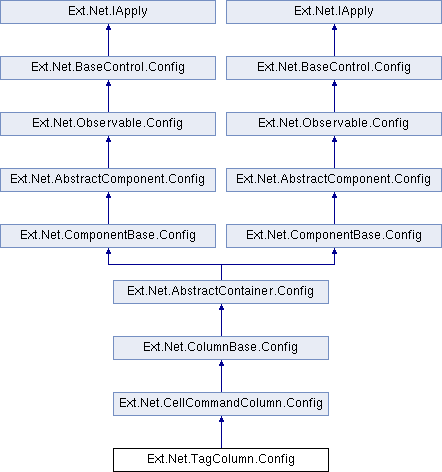 Ext.Net.IApply
Ext.Net.IApply
Ext.Net.BaseControl.Config
Ext.Net.BaseControl.Config
Ext.Net.Observable.Config
Ext.Net.Observable.Config
Ext.Net.AbstractComponent.Config
Ext.Net.AbstractComponent.Config
Ext.Net.ComponentBase.Config
Ext.Net.ComponentBase.Config
Ext.Net.AbstractContainer.Config
Ext.Net.ColumnBase.Config
Ext.Net.CellCommandColumn.Config
Ext.Net.TagColumn.Config